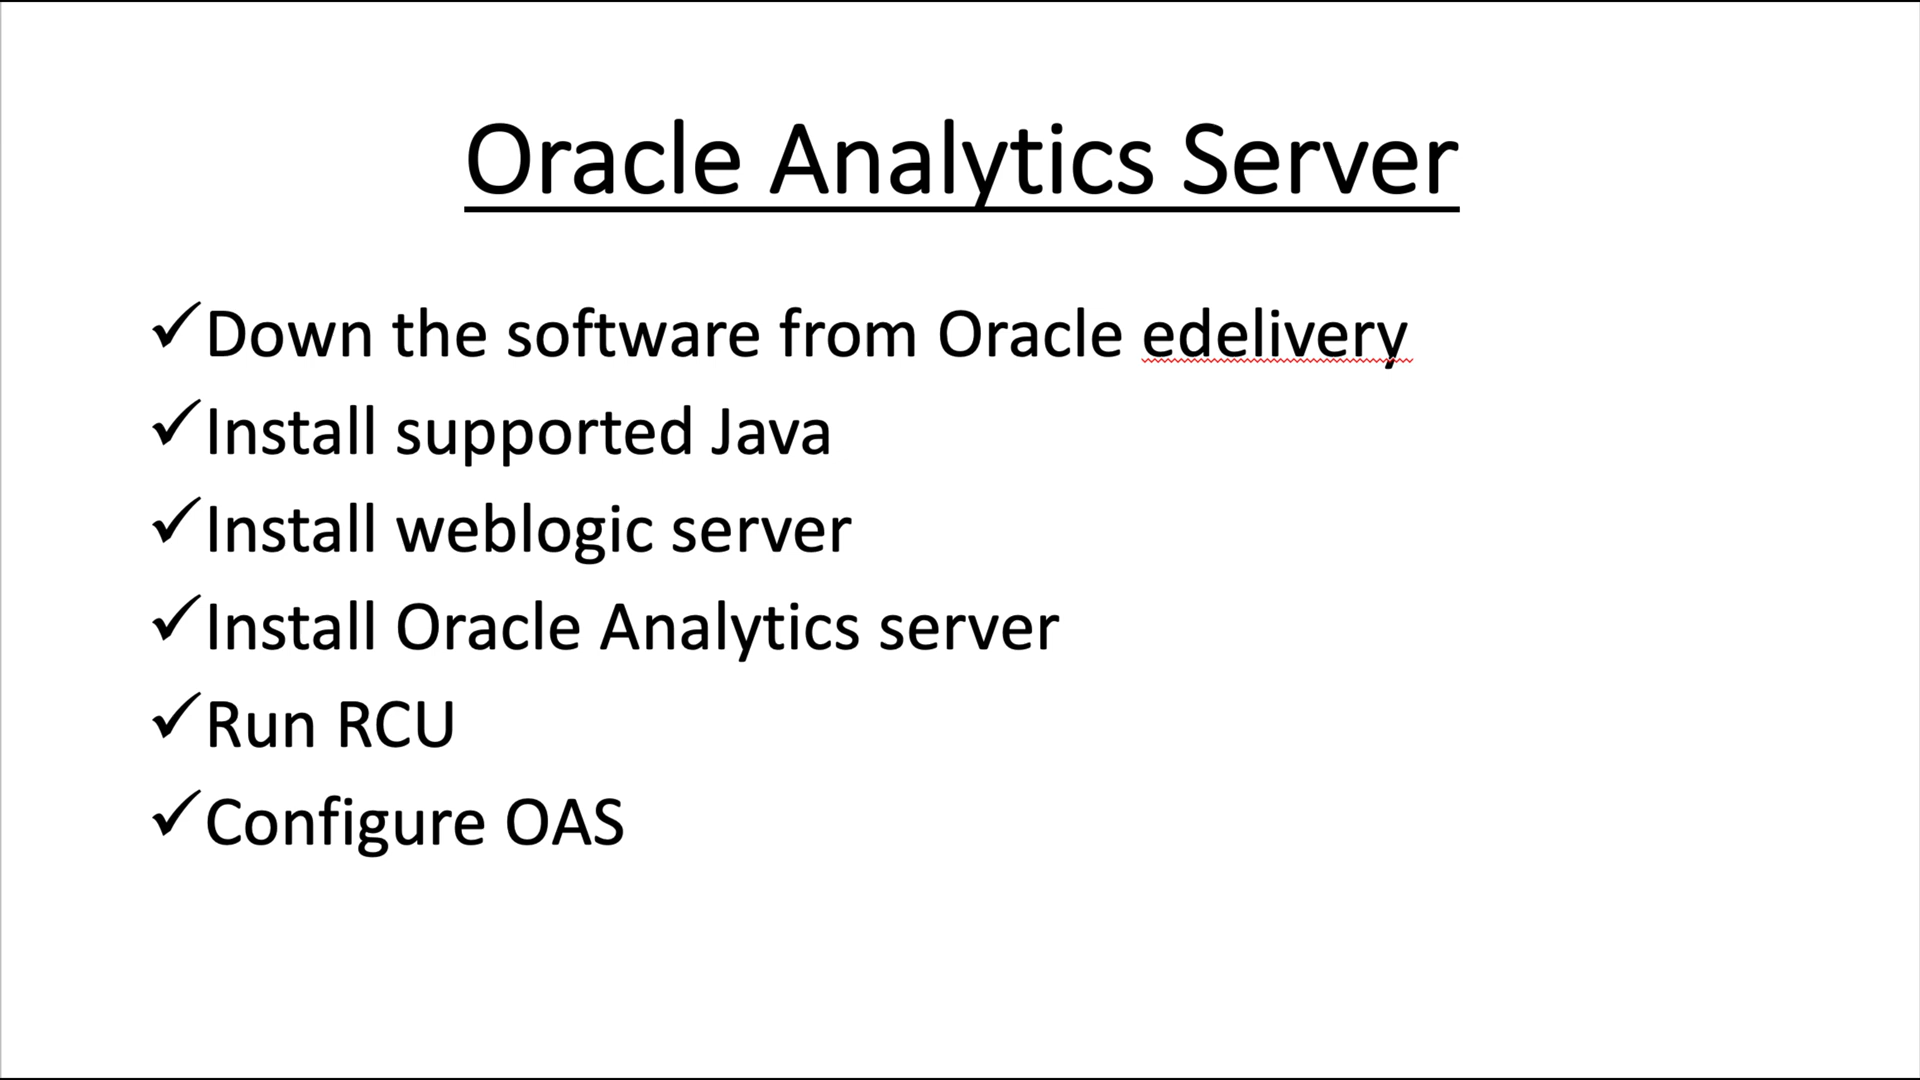 Oracle Analytics Server
✓Down the software from Oracle edelivery
✓Install supported Java
✓Install weblogic server
✓Install Oracle Analytics server
✓Run RCU
✓Configure OAS